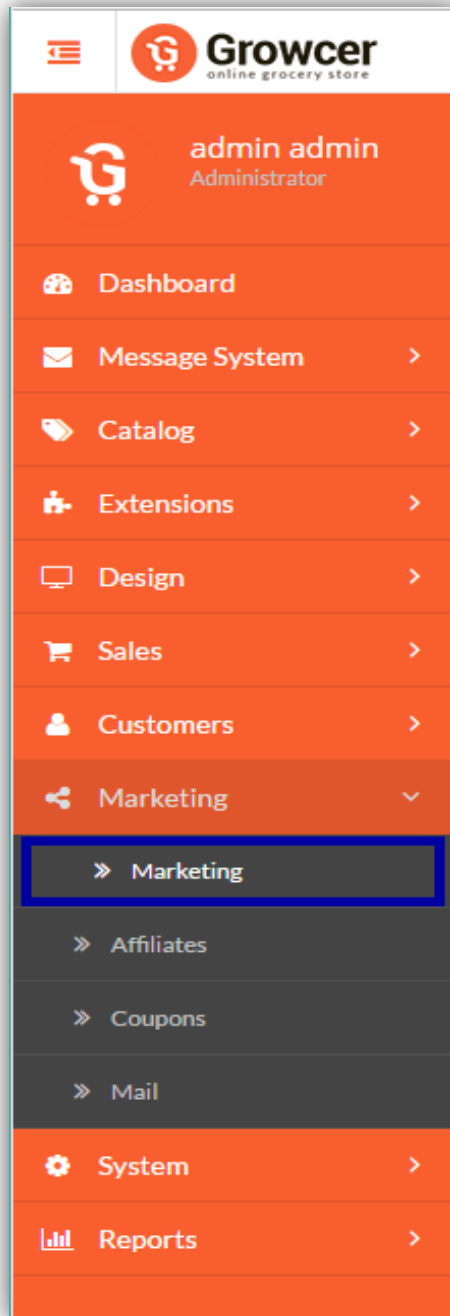 Growcer
online grocery store
admin admin
Administrator
Dashboard
Message System
Catalog
Extensions
Design
Sales
Customers
Marketing
Marketing
Affiliates
Coupons
Mail
System
Reports